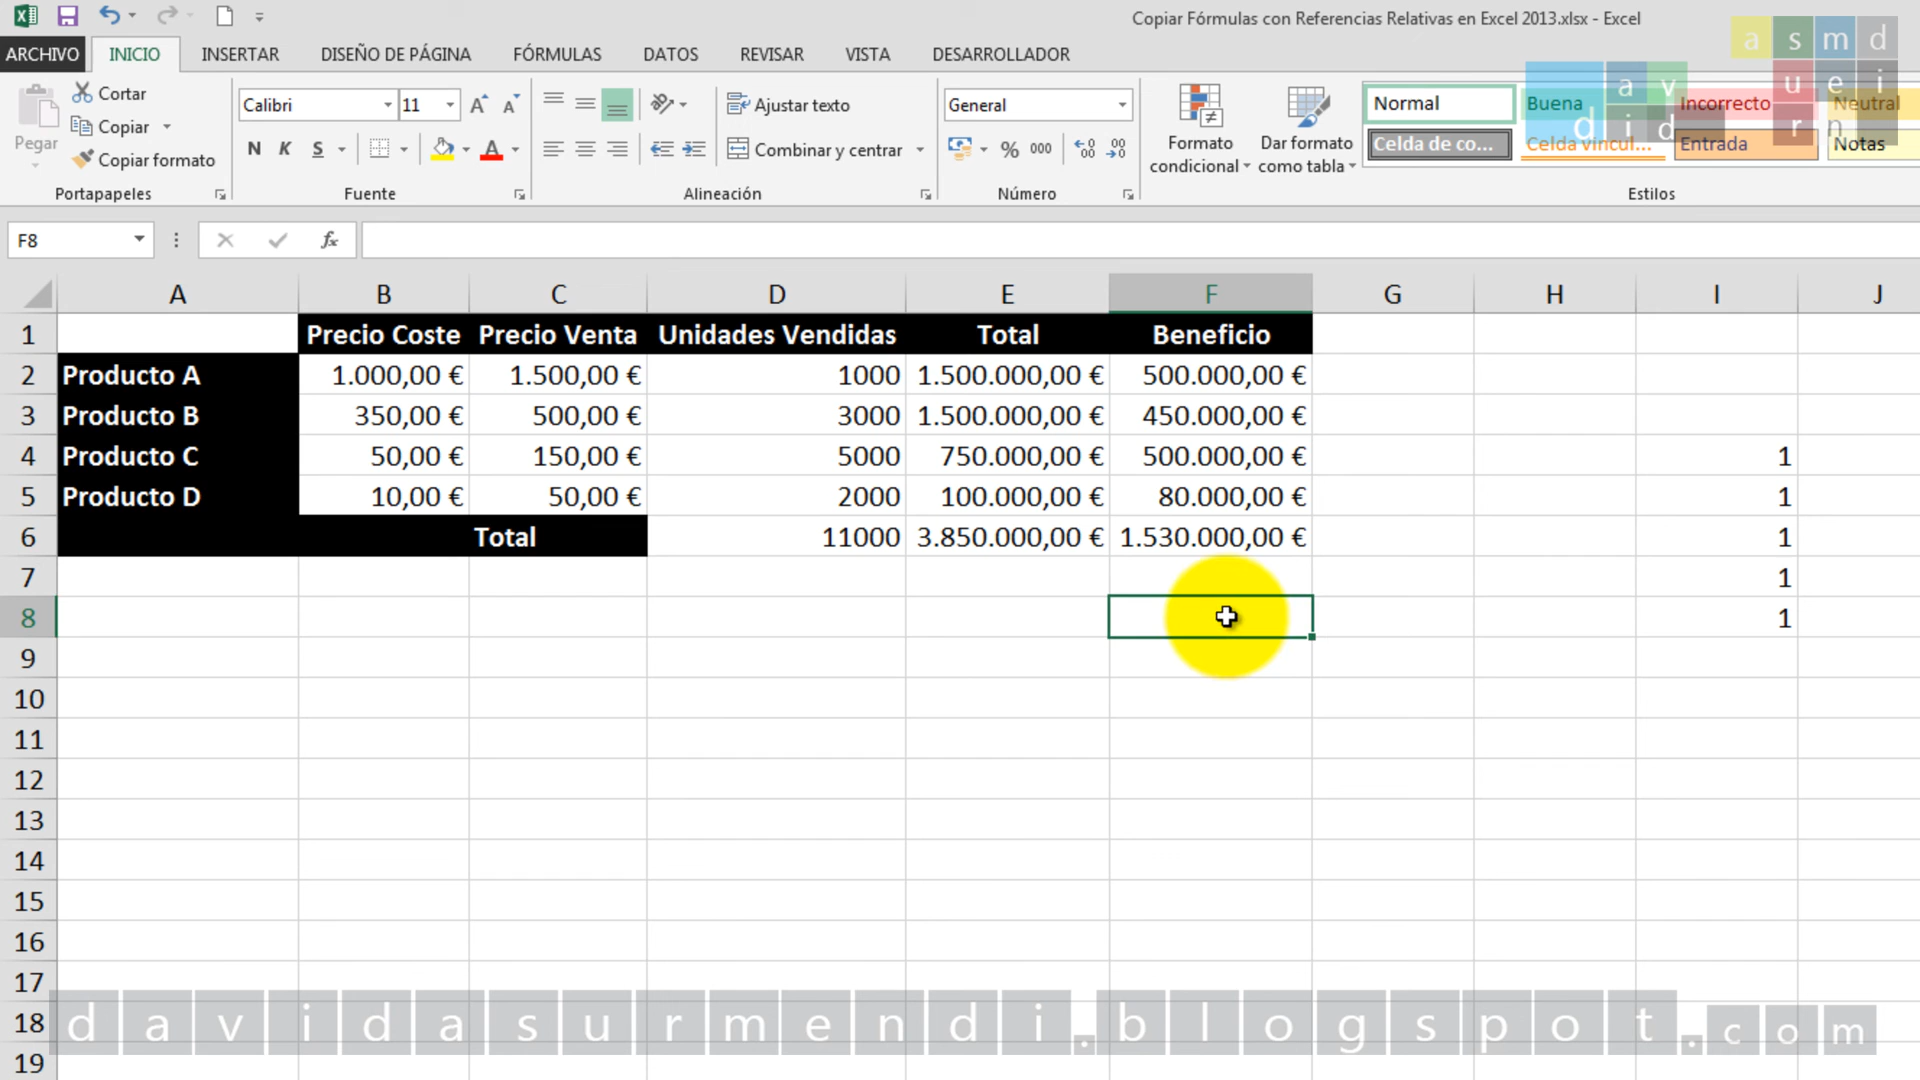 Copiar Fórmulas con Referencias Relativas en Excel 2013.xlsx - Excel
a s m d
ARCHIVO INICIO INSERTAR DISEÑO DE PÁGINA FÓRMULAS DATOS REVISAR VISTA DESARROLLADOR
a v u e i
d i d r n
Pegar
Cortar
Copiar
Copiar formato
Portapapeles
Calibri 11
N K S
Fuente
Ajustar texto
Combinar y centrar
Alineación
General
% 000
Número
Formato condicional
Dar formato como tabla
Normal Buena Incorrecto Neutral
Celda de co... Celda vincul... Entrada Notas
Estilos
F8 fx
A B C D E F G H I J
1 Precio Coste Precio Venta Unidades Vendidas Total Beneficio
2 Producto A 1.000,00 € 1.500,00 € 1000 1.500.000,00 € 500.000,00 €
3 Producto B 350,00 € 500,00 € 3000 1.500.000,00 € 450.000,00 €
4 Producto C 50,00 € 150,00 € 5000 750.000,00 € 500.000,00 € 1
5 Producto D 10,00 € 50,00 € 2000 100.000,00 € 80.000,00 € 1
6 Total 11000 3.850.000,00 € 1.530.000,00 € 1
7 1
8 1
9
10
11
12
13
14
15
16
17
18
davidasurmendi.blogspot.com
19